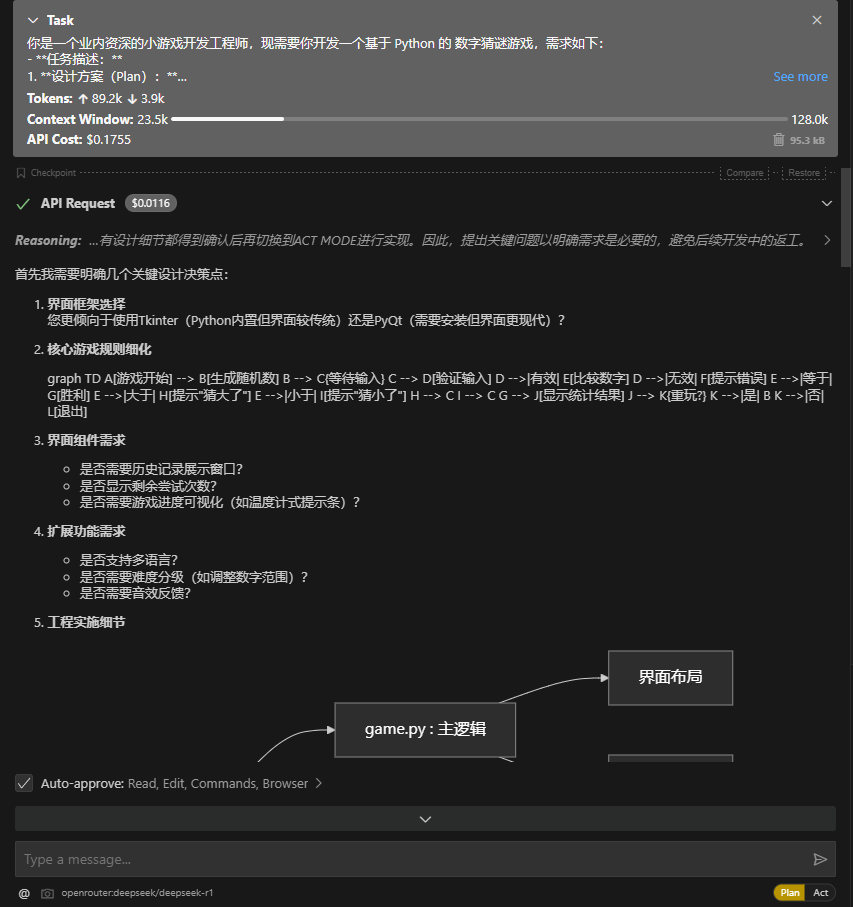 Task
你是一个业内资深的小游戏开发工程师，现需要你开发一个基于 Python 的 数字猜谜游戏，需求如下：
- **任务描述：**
1. **设计方案（Plan）：**...
See more
Tokens: ↑ 89.2k ↓ 3.9k
Context Window: 23.5k 128.0k
API Cost: $0.1755
95.3 kB
Checkpoint
Compare
Restore
API Request $0.0116
Reasoning: ...有设计细节都得到确认后再切换到ACT MODE进行实现。因此，提出关键问题以明确需求是必要的，避免后续开发中的返工。
首先我需要明确几个关键设计决策点：
1. 界面框架选择
您更倾向于使用Tkinter（Python内置但界面较传统）还是PyQt（需要安装但界面更现代）？
2. 核心游戏规则细化
graph TD A[游戏开始] --> B[生成随机数] B --> C{等待输入} C --> D[验证输入] D -->|有效| E[比较数字] D -->|无效| F[提示错误] E -->|等于|
G[胜利] E -->|大于| H[提示"猜大了"] E -->|小于| I[提示"猜小了"] H --> C I --> C G --> J[显示统计结果] J --> K{重玩?} K -->|是| B K -->|否|
L[退出]
3. 界面组件需求
○ 是否需要历史记录展示窗口?
○ 是否显示剩余尝试次数?
○ 是否需要游戏进度可视化（如温度计式提示条）？
4. 扩展功能需求
○ 是否支持多语言?
○ 是否需要难度分级（如调整数字范围）？
○ 是否需要音效反馈?
5. 工程实施细节
界面布局
game.py : 主逻辑
Auto-approve: Read, Edit, Commands, Browser
Type a message...
@ openrouter:deepseek/deepseek-r1
Plan Act